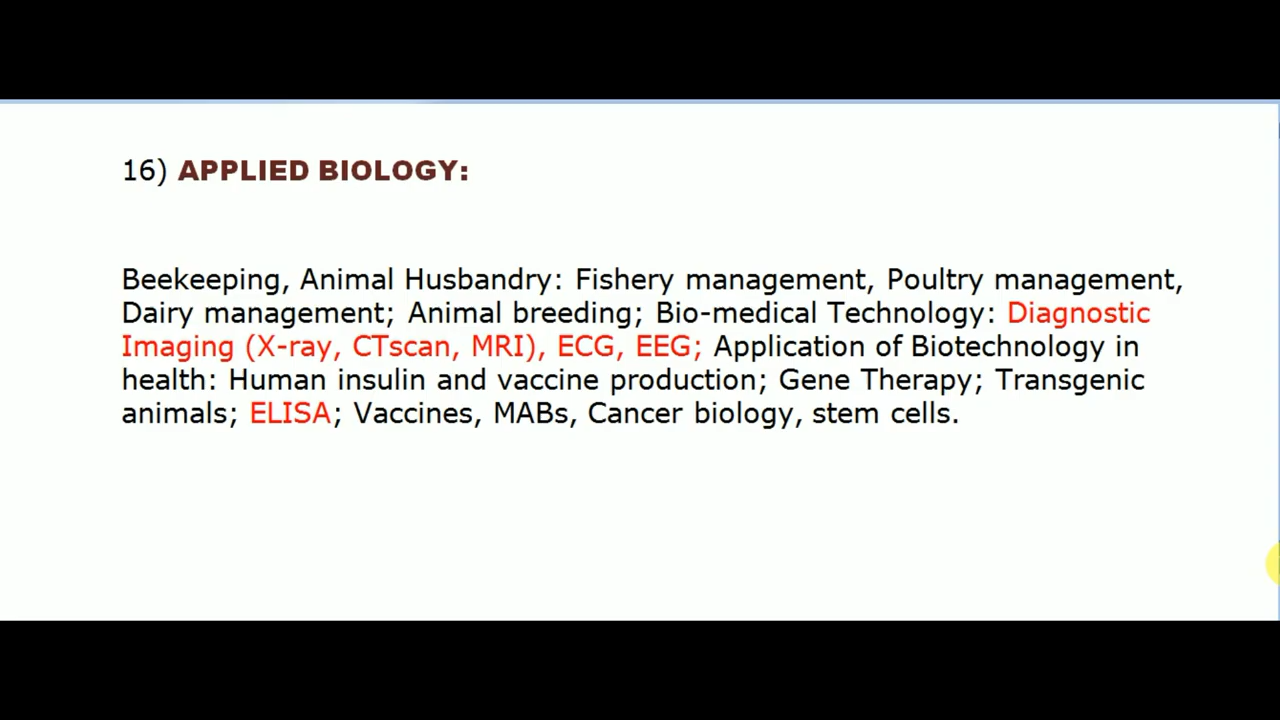 16) APPLIED BIOLOGY:
Beekeeping, Animal Husbandry: Fishery management, Poultry management,
Dairy management; Animal breeding; Bio-medical Technology: Diagnostic
Imaging (X-ray, CTscan, MRI), ECG, EEG; Application of Biotechnology in
health: Human insulin and vaccine production; Gene Therapy; Transgenic
animals; ELISA; Vaccines, MABs, Cancer biology, stem cells.